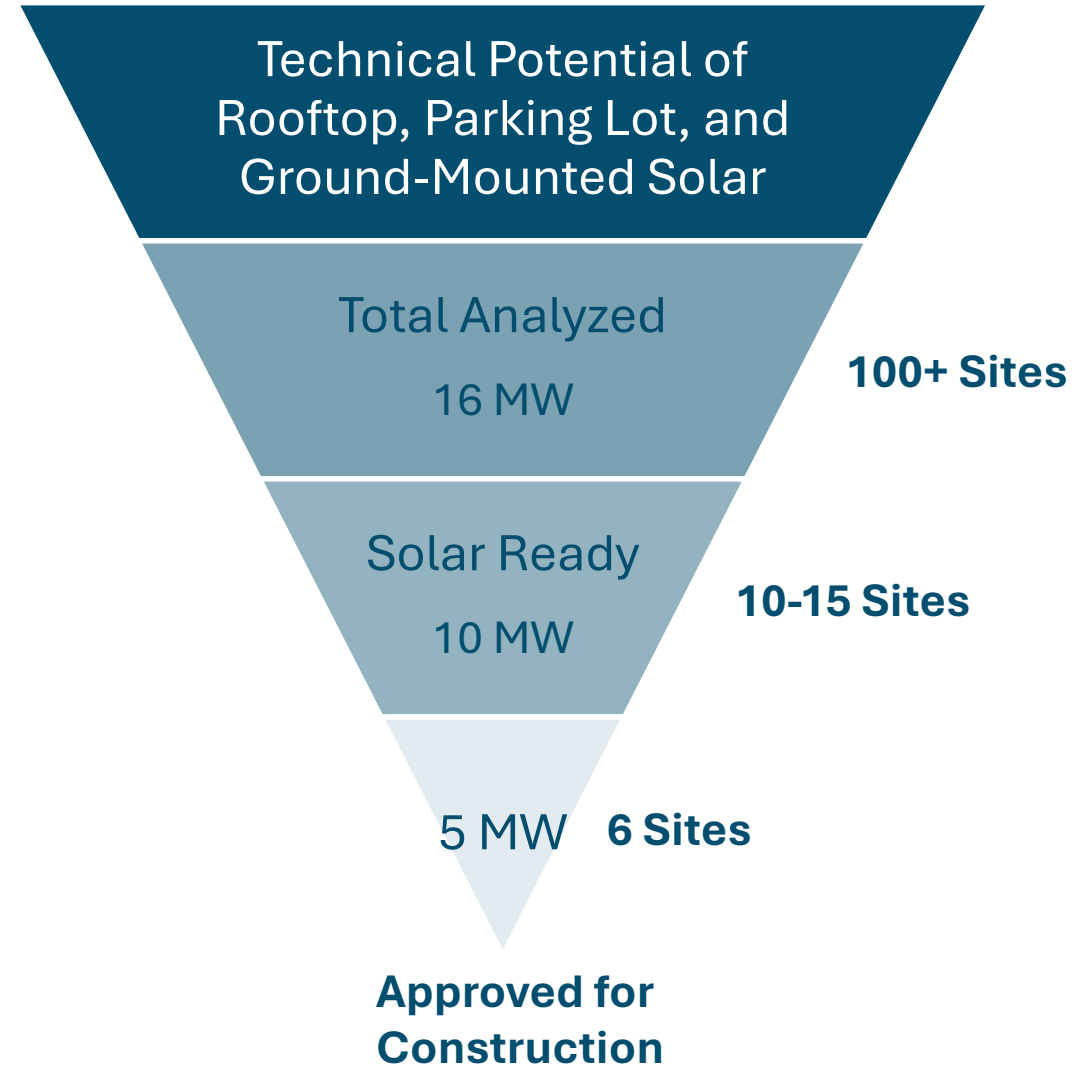 Technical Potential of
Rooftop, Parking Lot, and
Ground-Mounted Solar
Total Analyzed
16 MW
100+ Sites
Solar Ready
10 MW
10-15 Sites
5 MW
6 Sites
Approved for
Construction